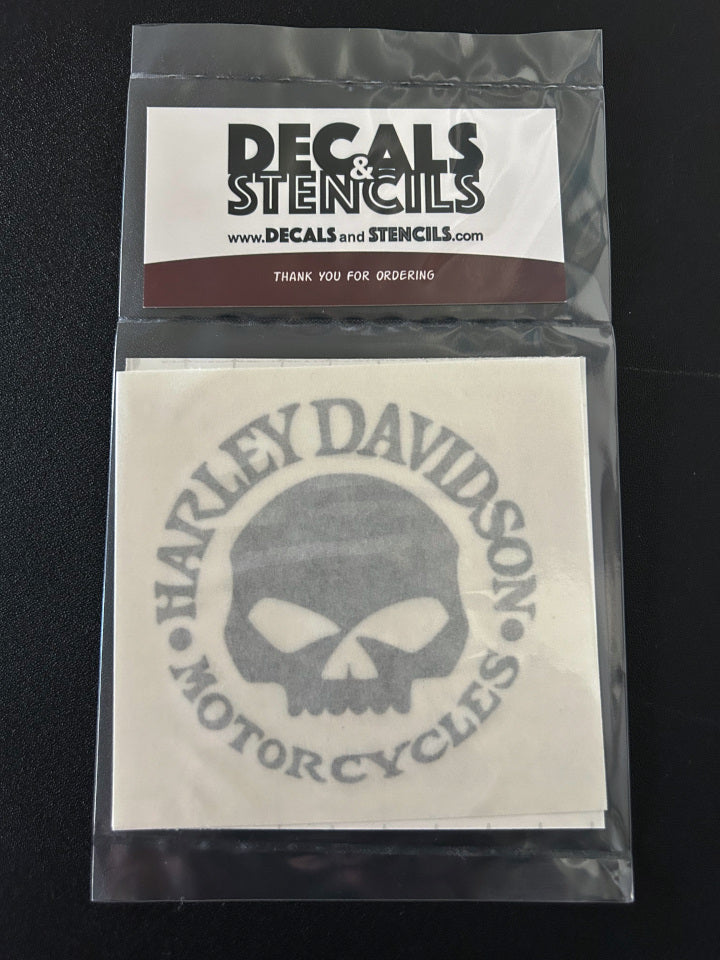 DECALS
&
STENCILS
www.DECALS and STENCILS.com
THANK YOU FOR ORDERING
HARLEY DAVIDSON
MOTORCYCLES